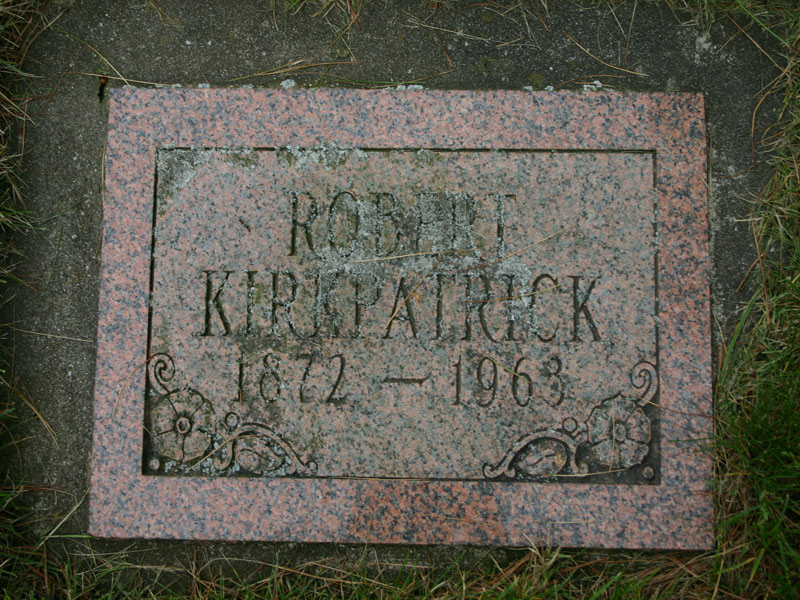 ROBERT
KIRKPATRICK
1872 — 1963